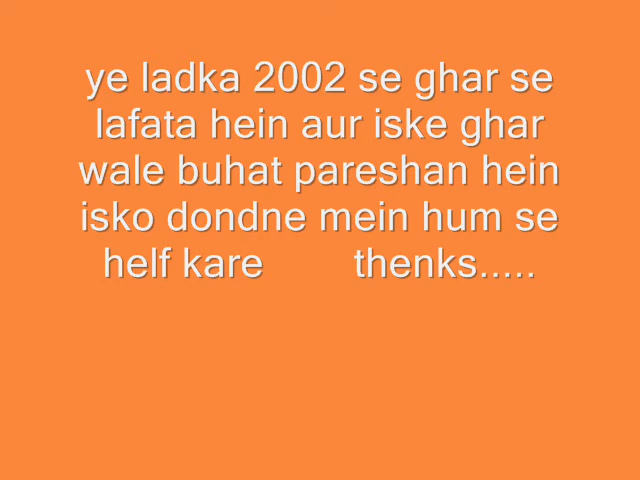 ye ladka 2002 se ghar se
lafata hein aur iske ghar
wale buhat pareshan hein
isko dondne mein hum se
helf kare thenks.....